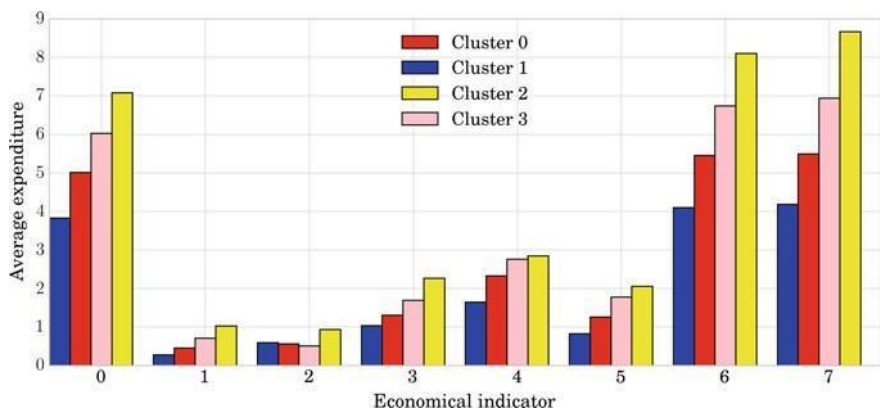 9
8
7
6
5
4
3
2
1
0
Average expenditure
Cluster 0
Cluster 1
Cluster 2
Cluster 3
0 1 2 3 4 5 6 7
Economical indicator